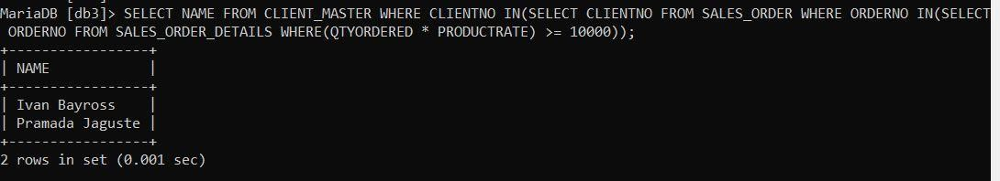 MariaDB [db3]> SELECT NAME FROM CLIENT_MASTER WHERE CLIENTNO IN(SELECT CLIENTNO FROM SALES_ORDER WHERE ORDERNO IN(SELECT
ORDERNO FROM SALES_ORDER_DETAILS WHERE(QTYORDERED * PRODUCTRATE) >= 10000));
+-----------------+
| NAME            |
+-----------------+
| Ivan Bayross    |
| Pramada Jaguste |
+-----------------+
2 rows in set (0.001 sec)